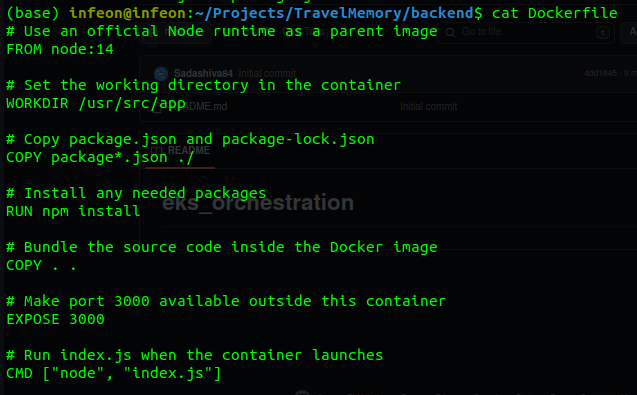 (base) infeon@infeon:~/Projects/TravelMemory/backend$ cat Dockerfile
# Use an official Node runtime as a parent image
FROM node:14
Go to file
t
Sadashiva84 Initial commit
# Set the working directory in the container
WORKDIR /usr/src/app
README.md
Initial commit
# Copy package.json and package-lock.json
COPY package*.json ./
README
# Install any needed packages
RUN npm install
eks_orchestration
# Bundle the source code inside the Docker image
COPY . .
# Make port 3000 available outside this container
EXPOSE 3000
# Run index.js when the container launches
CMD ["node", "index.js"]